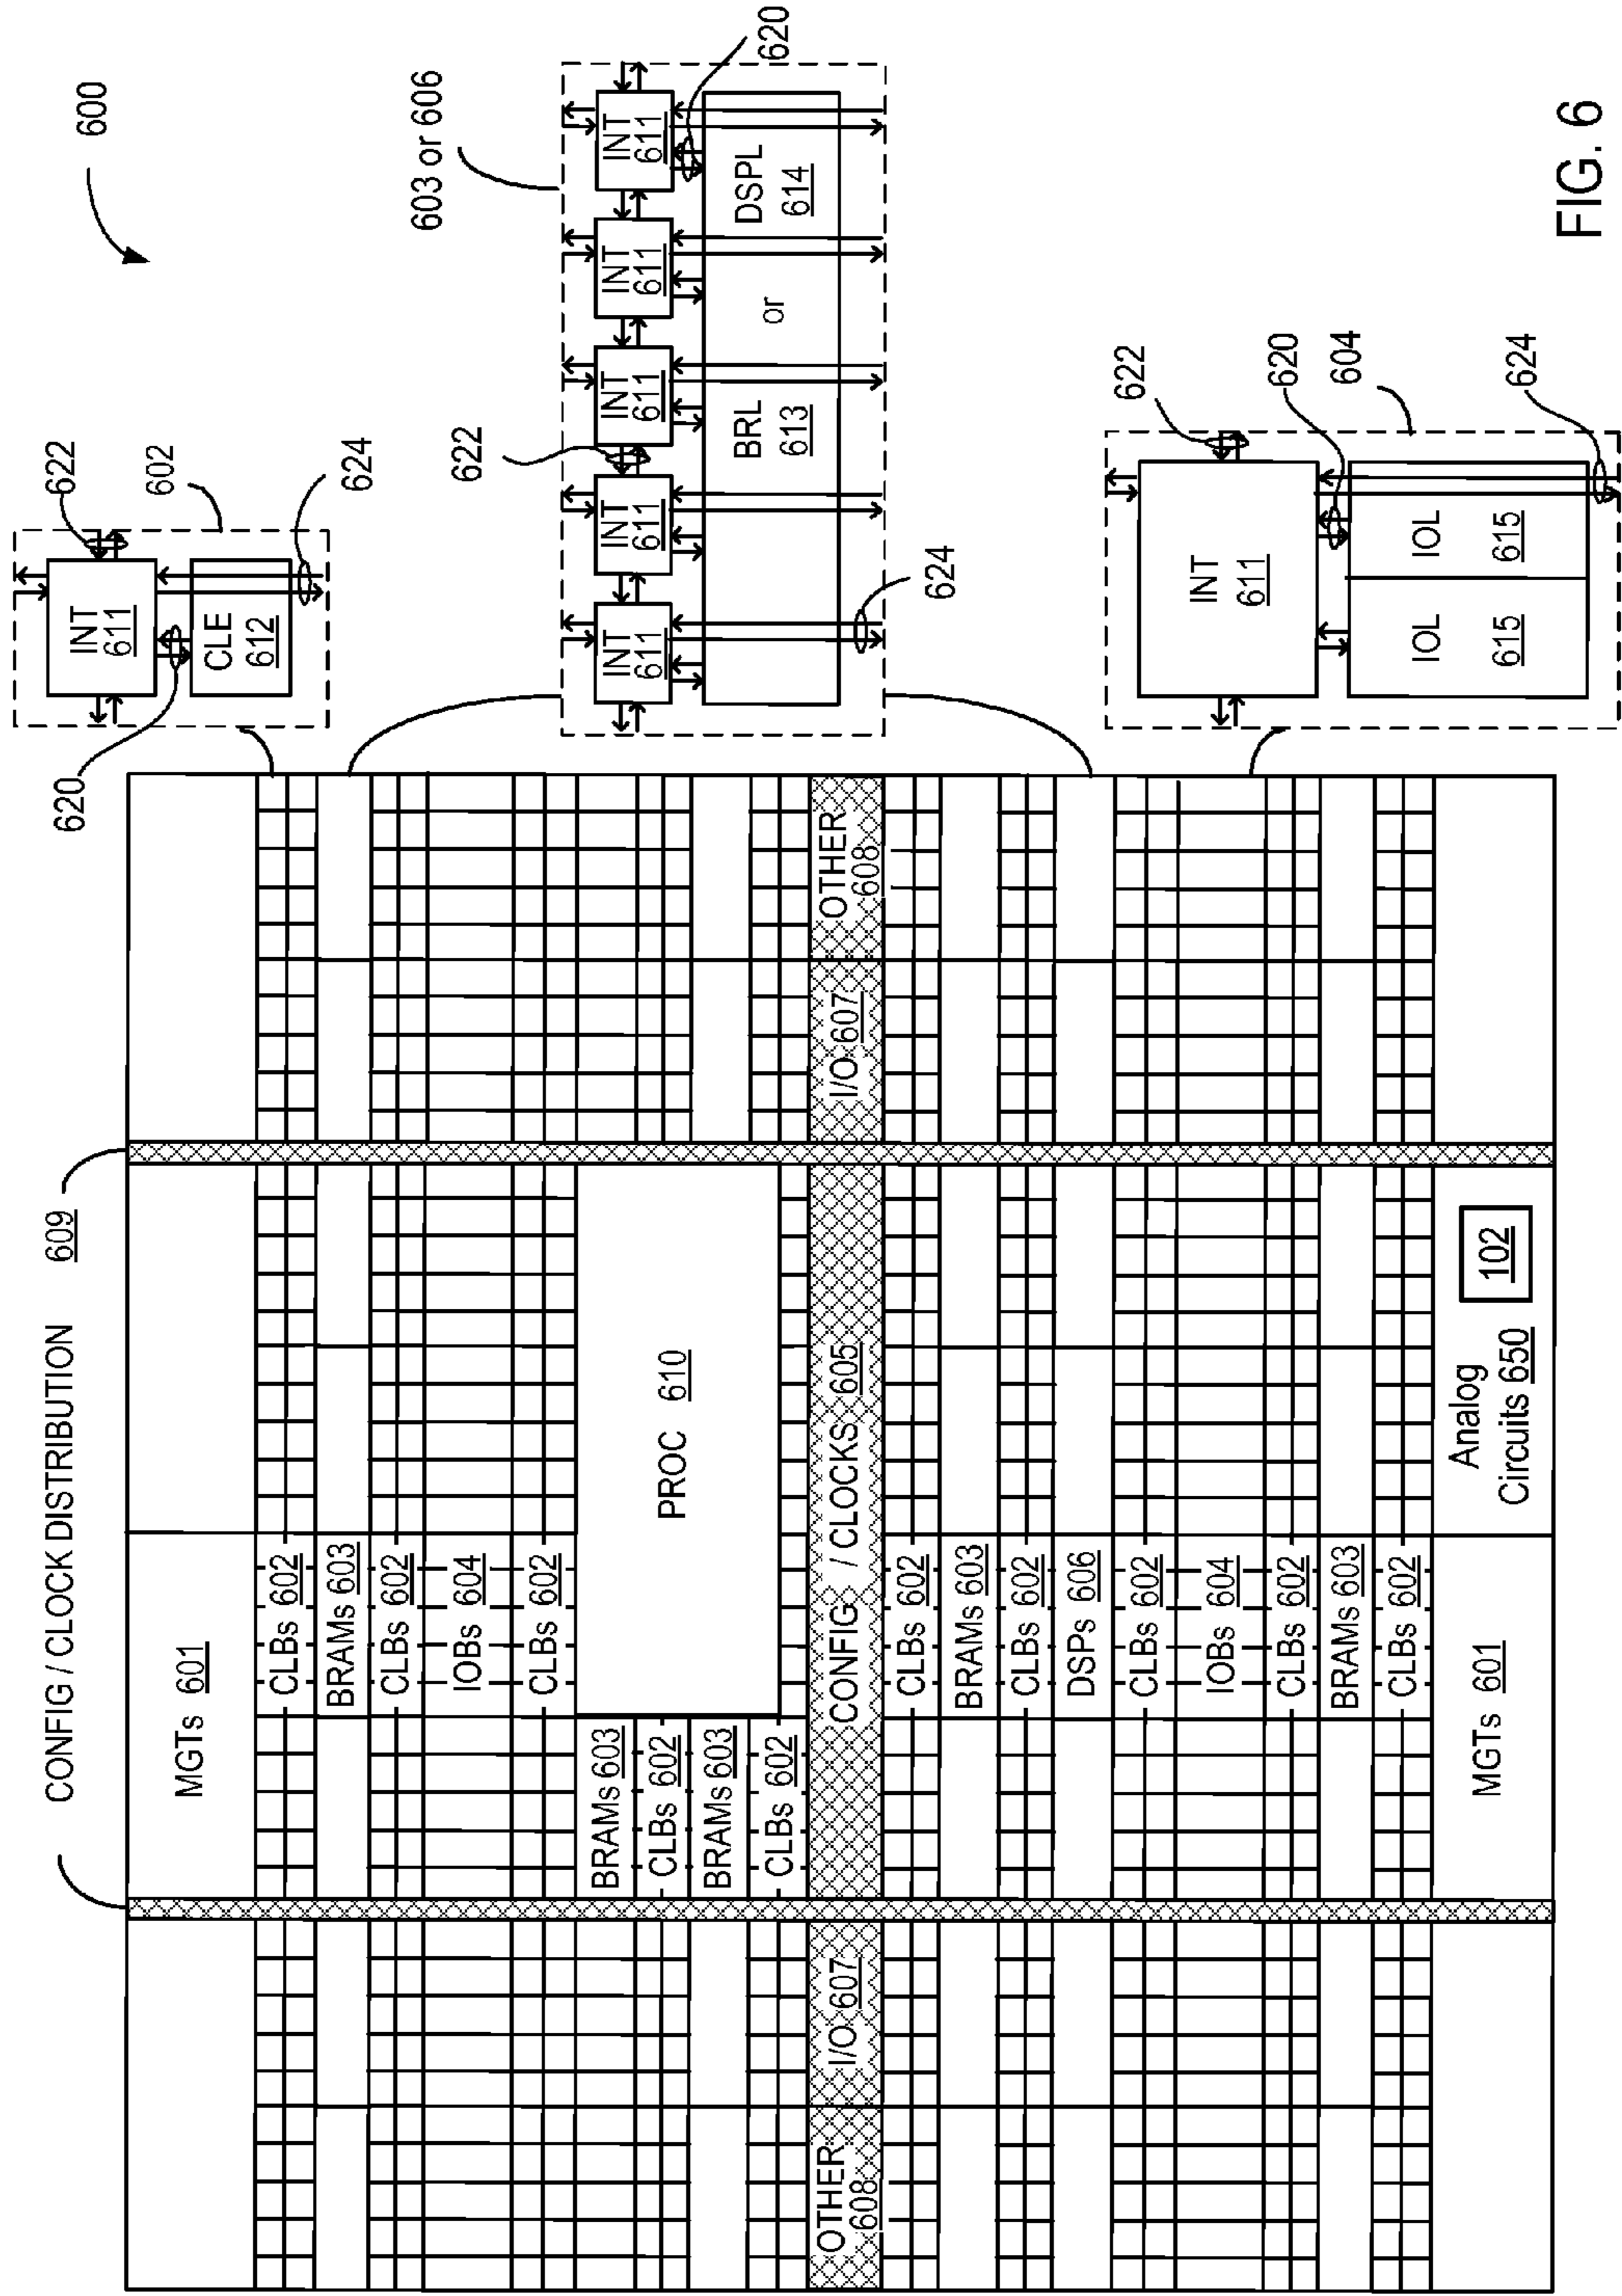 600
CONFIG / CLOCK DISTRIBUTION 609
MGTs 601
CLBs 602
BRAMs 603
CLBs 602
IOBs 604
CLBs 602
BRAMs 603
CLBs 602
BRAMs 603
CLBs 602
PROC 610
OTHER
608
I/O 607
CONFIG / CLOCKS 605
I/O 607
OTHER
608
CLBs 602
BRAMs 603
CLBs 602
DSPs 606
CLBs 602
IOBs 604
CLBs 602
BRAMs 603
CLBs 602
MGTs 601
Analog
Circuits 650
102
620
INT
611
CLE
612
622
602
624
603 or 606
INT
611
INT
611
INT
611
INT
611
INT
611
622
620
BRL
613
or
DSPL
614
624
INT
611
622
620
604
IOL
615
IOL
615
624
FIG. 6